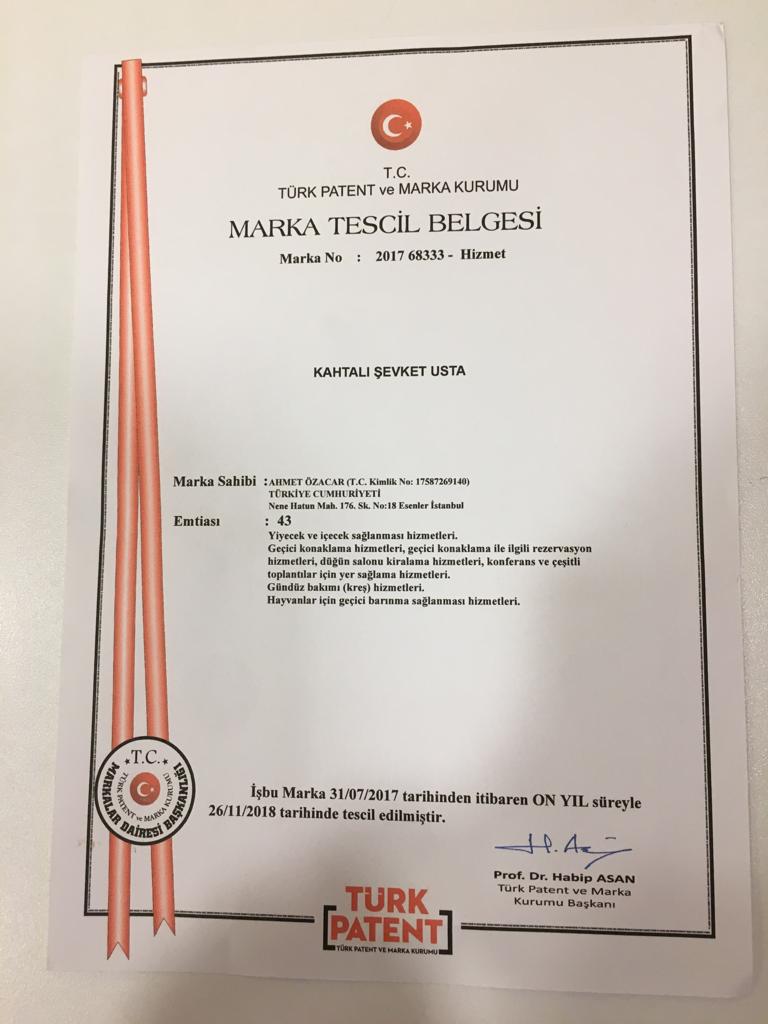 T.C.
TÜRK PATENT ve MARKA KURUMU
MARKA TESCİL BELGESİ
Marka No : 2017 68333 - Hizmet
KAHTALI ŞEVKET USTA
Marka Sahibi : AHMET ÖZACAR (T.C. Kimlik No: 17587269140)
TÜRKİYE CUMHURİYETİ
Nene Hatun Mah. 176. Sk. No:18 Esenler İstanbul
Emtiası : 43
Yiyecek ve içecek sağlanması hizmetleri.
Geçici konaklama hizmetleri, geçici konaklama ile ilgili rezervasyon
hizmetleri, düğün salonu kiralama hizmetleri, konferans ve çeşitli
toplantılar için yer sağlama hizmetleri.
Gündüz bakımı (kreş) hizmetleri.
Hayvanlar için geçici barınma sağlanması hizmetleri.
T.C.
TÜRK PATENT ve MARKA KURUMU
MARKALAR DAİRESİ BAŞKANLIĞI
İşbu Marka 31/07/2017 tarihinden itibaren ON YIL süreyle
26/11/2018 tarihinde tescil edilmiştir.
Prof. Dr. Habip ASAN
Türk Patent ve Marka
Kurumu Başkanı
TÜRK
PATENT
TÜRK PATENT VE MARKA KURUMU